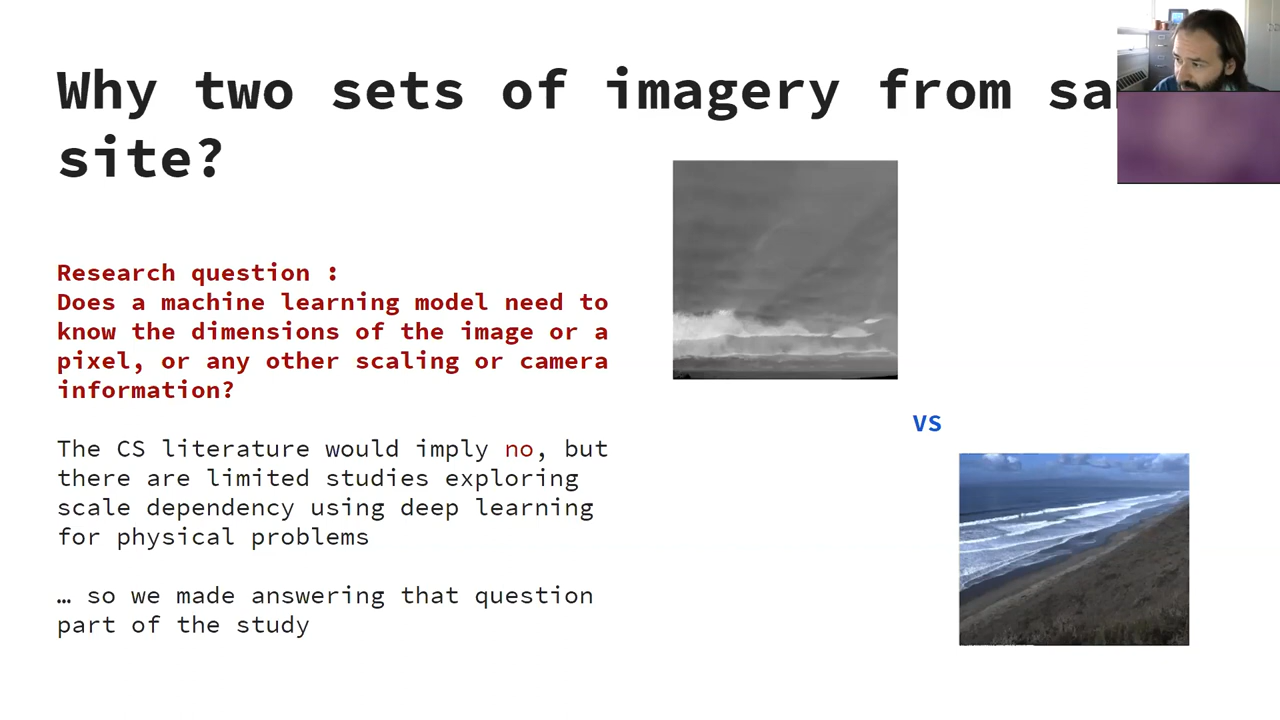 Why two sets of imagery from
site?
Research question :
Does a machine learning model need to
know the dimensions of the image or a
pixel, or any other scaling or camera
information?
The CS literature would imply no, but
there are limited studies exploring
scale dependency using deep learning
for physical problems
… so we made answering that question
part of the study
VS